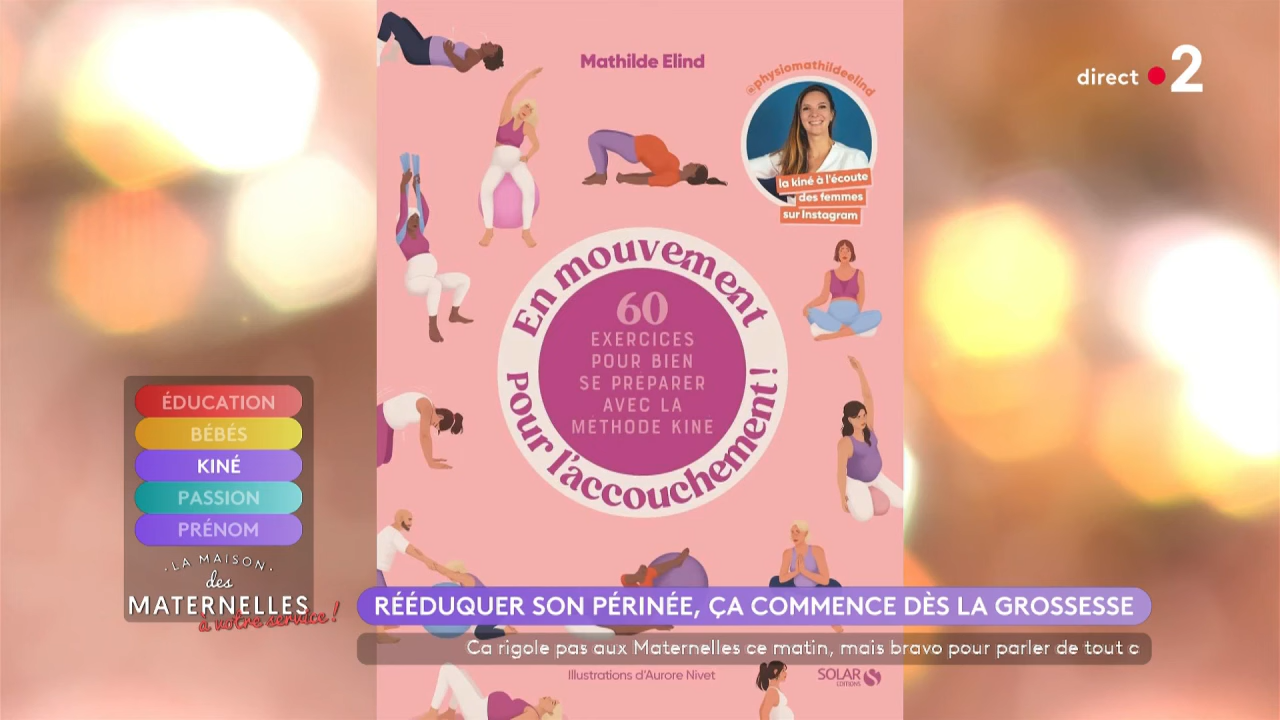 Mathilde Elind
@physiomathildeelind
la kiné à l'écoute
des femmes
sur Instagram
direct 2
En mouvement
pour l'accouchement !
60
EXERCICES
POUR BIEN
SE PRÉPARER
AVEC LA
MÉTHODE KINÉ
ÉDUCATION
BÉBÉS
KINÉ
PASSION
PRÉNOM
·LA MAISON·
des
MATERNELLES
à votre service !
RÉÉDUQUER SON PÉRINÉE, ÇA COMMENCE DÈS LA GROSSESSE
Ca rigole pas aux Maternelles ce matin, mais bravo pour parler de tout c
Illustrations d'Aurore Nivet
SOLAR
ÉDITIONS
S